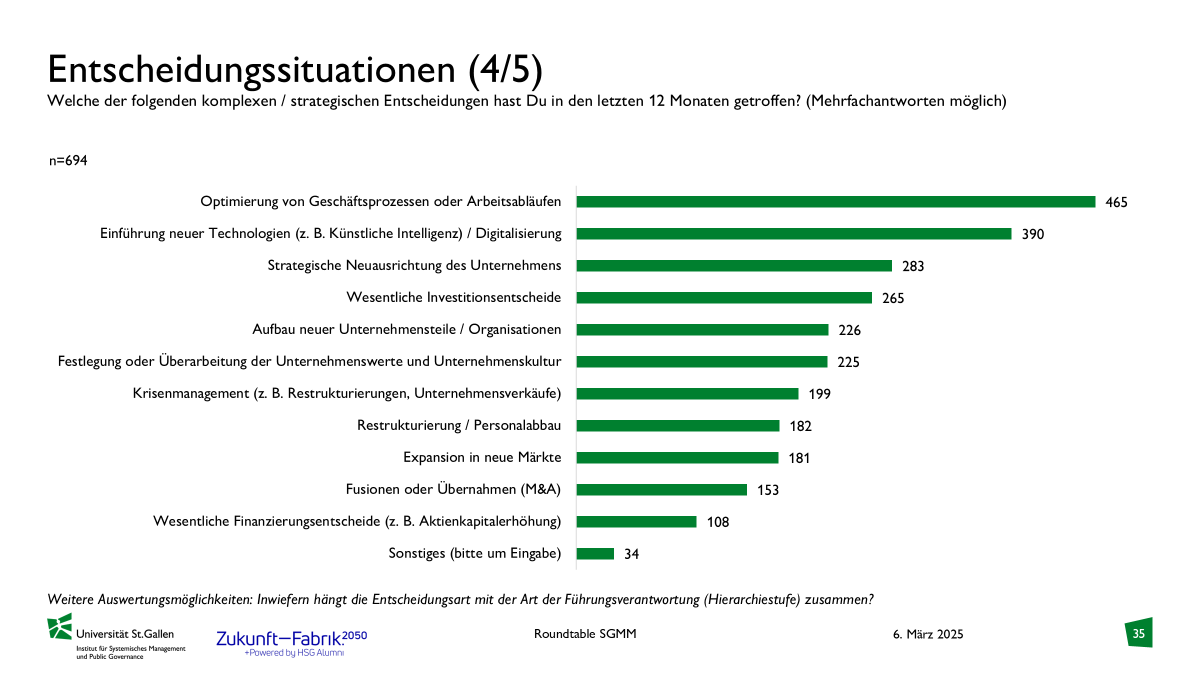 Entscheidungssituationen (4/5)
Welche der folgenden komplexen / strategischen Entscheidungen hast Du in den letzten 12 Monaten getroffen? (Mehrfachantworten möglich)
n=694
Optimierung von Geschäftsprozessen oder Arbeitsabläufen 465
Einführung neuer Technologien (z. B. Künstliche Intelligenz) / Digitalisierung 390
Strategische Neuausrichtung des Unternehmens 283
Wesentliche Investitionsentscheide 265
Aufbau neuer Unternehmensteile / Organisationen 226
Festlegung oder Überarbeitung der Unternehmenswerte und Unternehmenskultur 225
Krisenmanagement (z. B. Restrukturierungen, Unternehmensverkäufe) 199
Restrukturierung / Personalabbau 182
Expansion in neue Märkte 181
Fusionen oder Übernahmen (M&A) 153
Wesentliche Finanzierungsentscheide (z. B. Aktienkapitalerhöhung) 108
Sonstiges (bitte um Eingabe) 34
Weitere Auswertungsmöglichkeiten: Inwiefern hängt die Entscheidungsart mit der Art der Führungsverantwortung (Hierarchiestufe) zusammen?
Universität St.Gallen
Institut für Systemisches Management
und Public Governance
Zukunft—Fabrik.2050
+Powered by HSG Alumni
Roundtable SGMM
6. März 2025
35